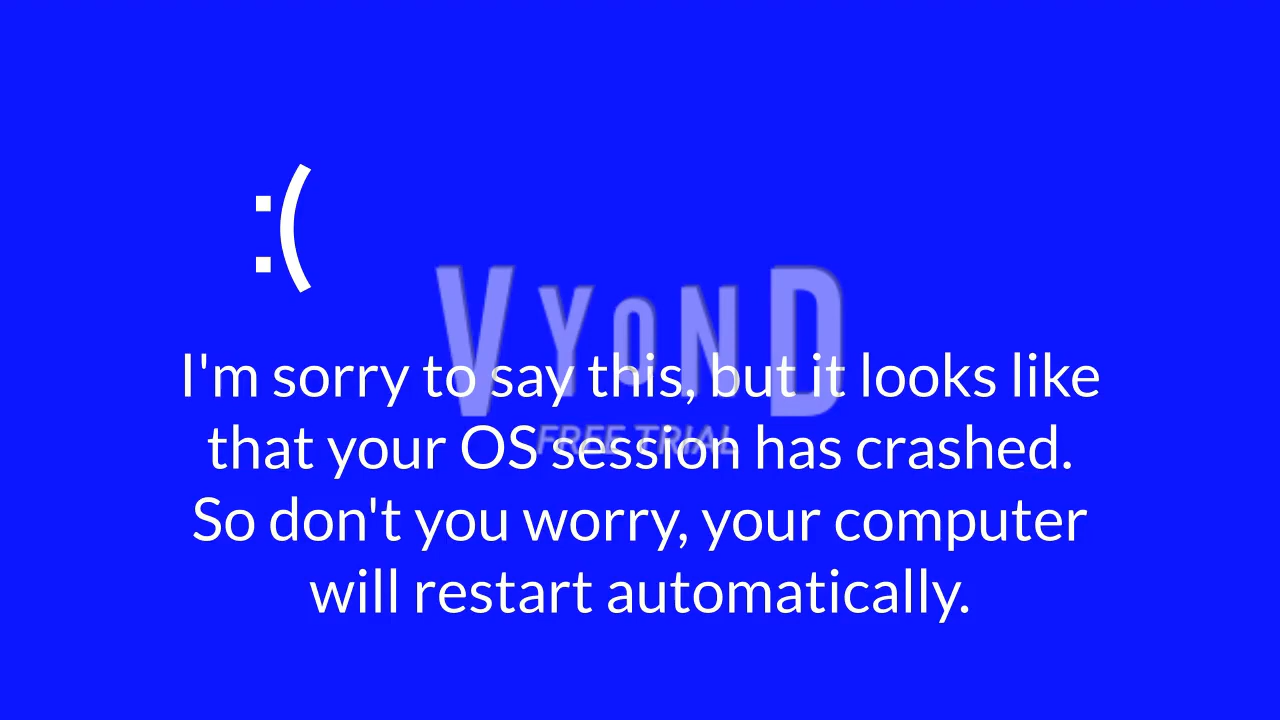 :(
VYOND
I'm sorry to say this, but it looks like
FREE TRIAL
that your OS session has crashed.
So don't you worry, your computer
will restart automatically.